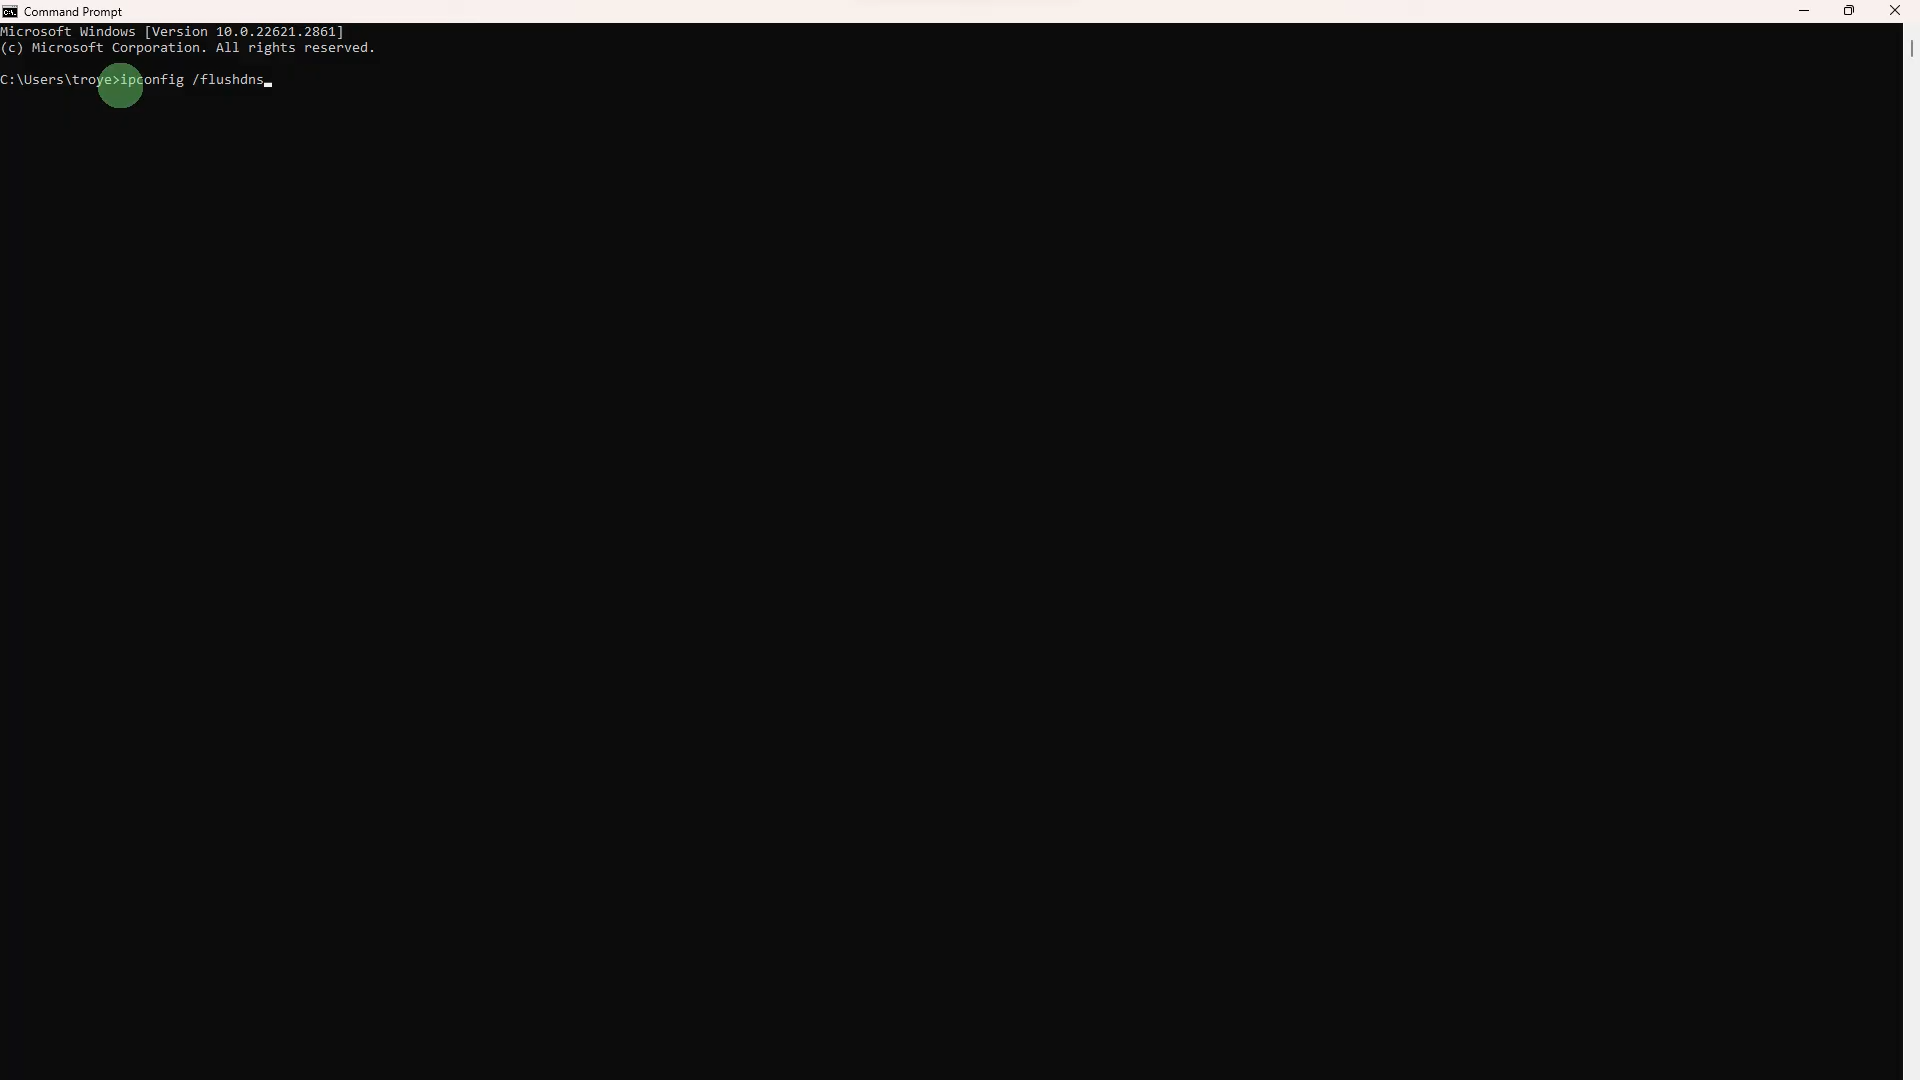 Command Prompt
Microsoft Windows [Version 10.0.22621.2861]
(c) Microsoft Corporation. All rights reserved.
C:\Users\troye>ipconfig /flushdns